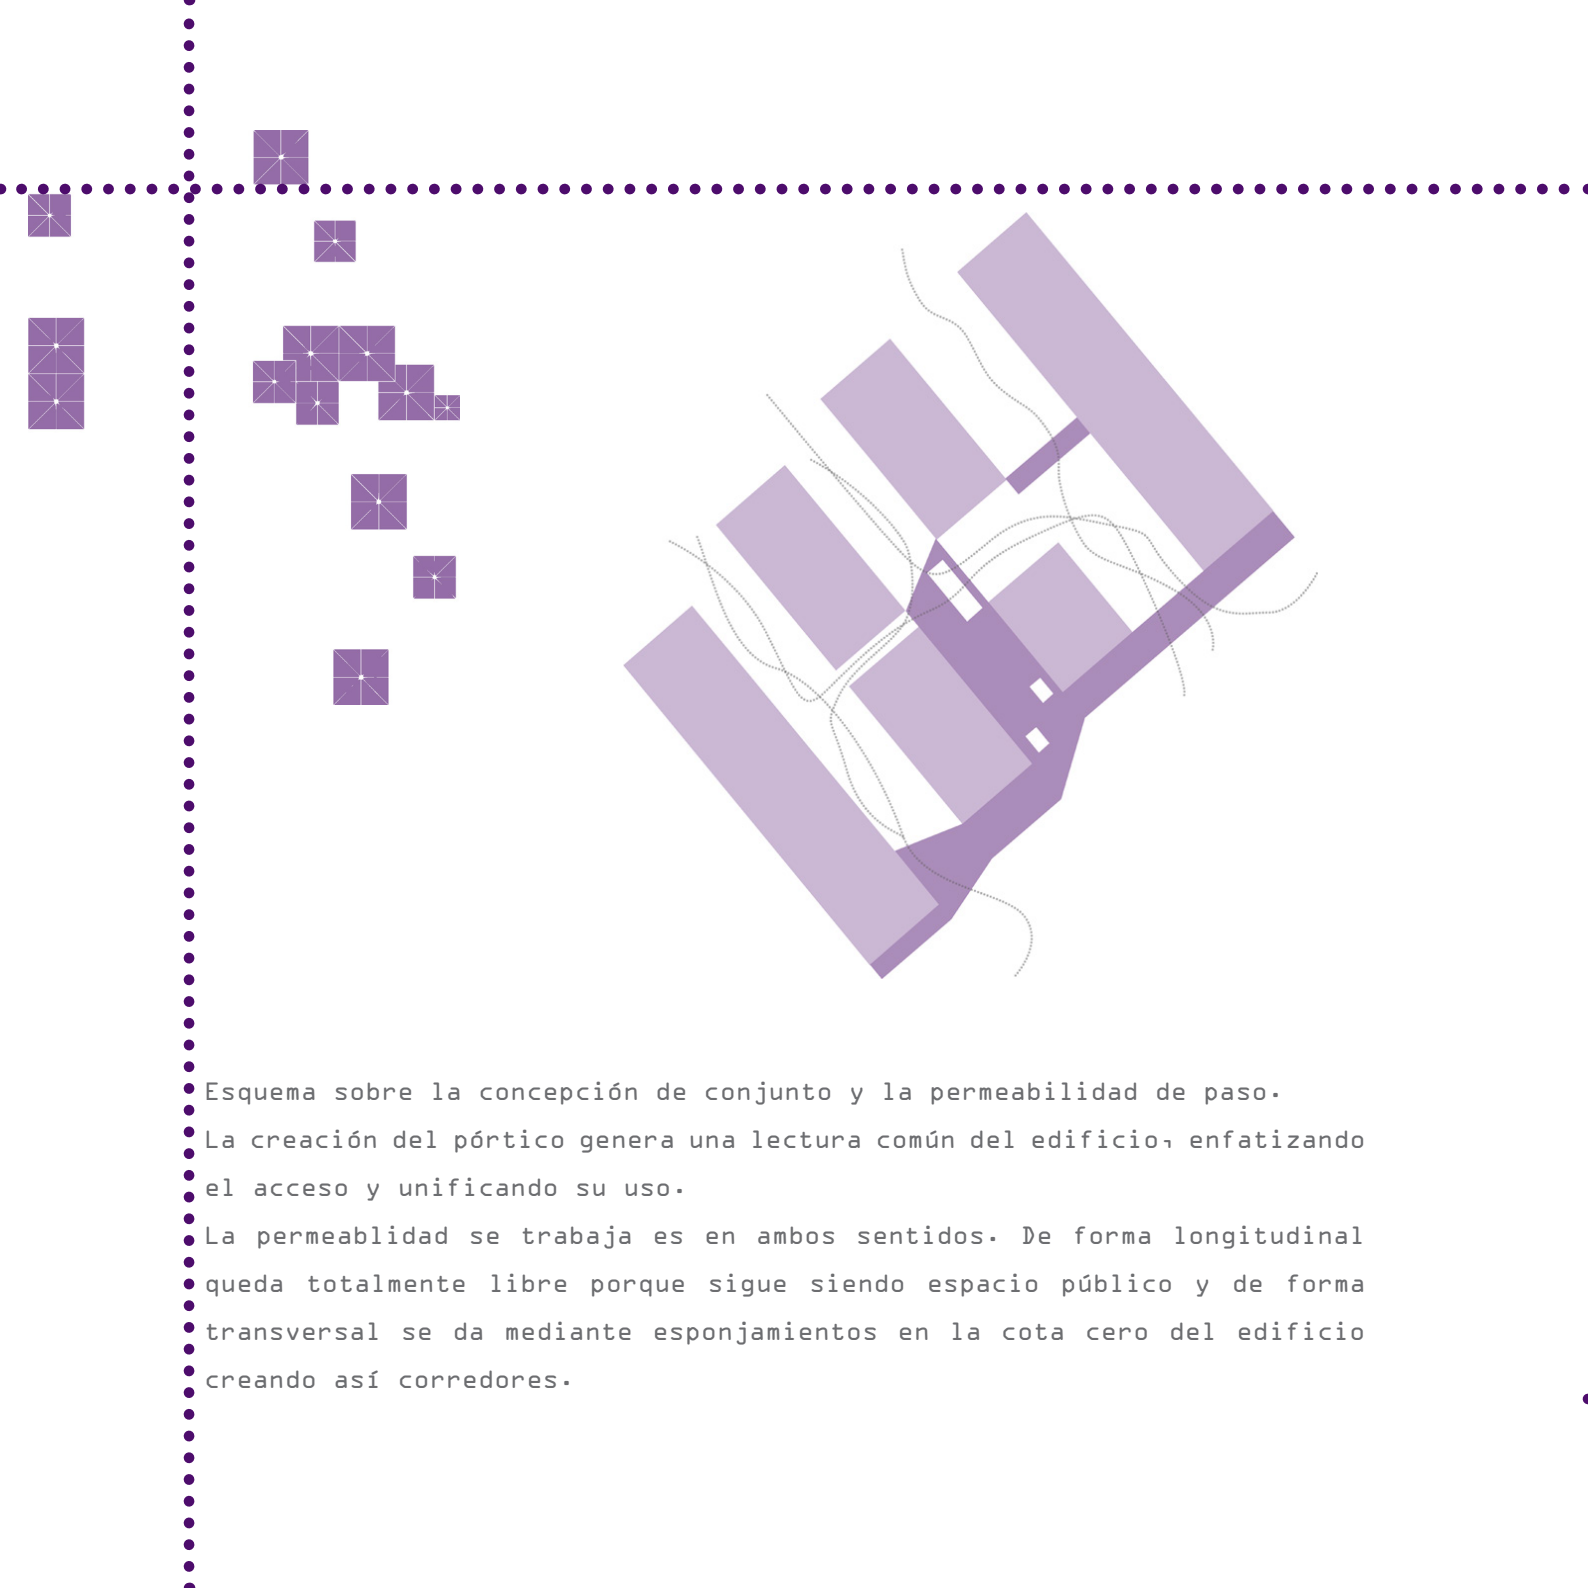 Esquema sobre la concepción de conjunto y la permeabilidad de paso.
La creación del pórtico genera una lectura común del edificio, enfatizando
el acceso y unificando su uso.
La permeablidad se trabaja es en ambos sentidos. De forma longitudinal
queda totalmente libre porque sigue siendo espacio público y de forma
transversal se da mediante esponjamientos en la cota cero del edificio
creando así corredores.